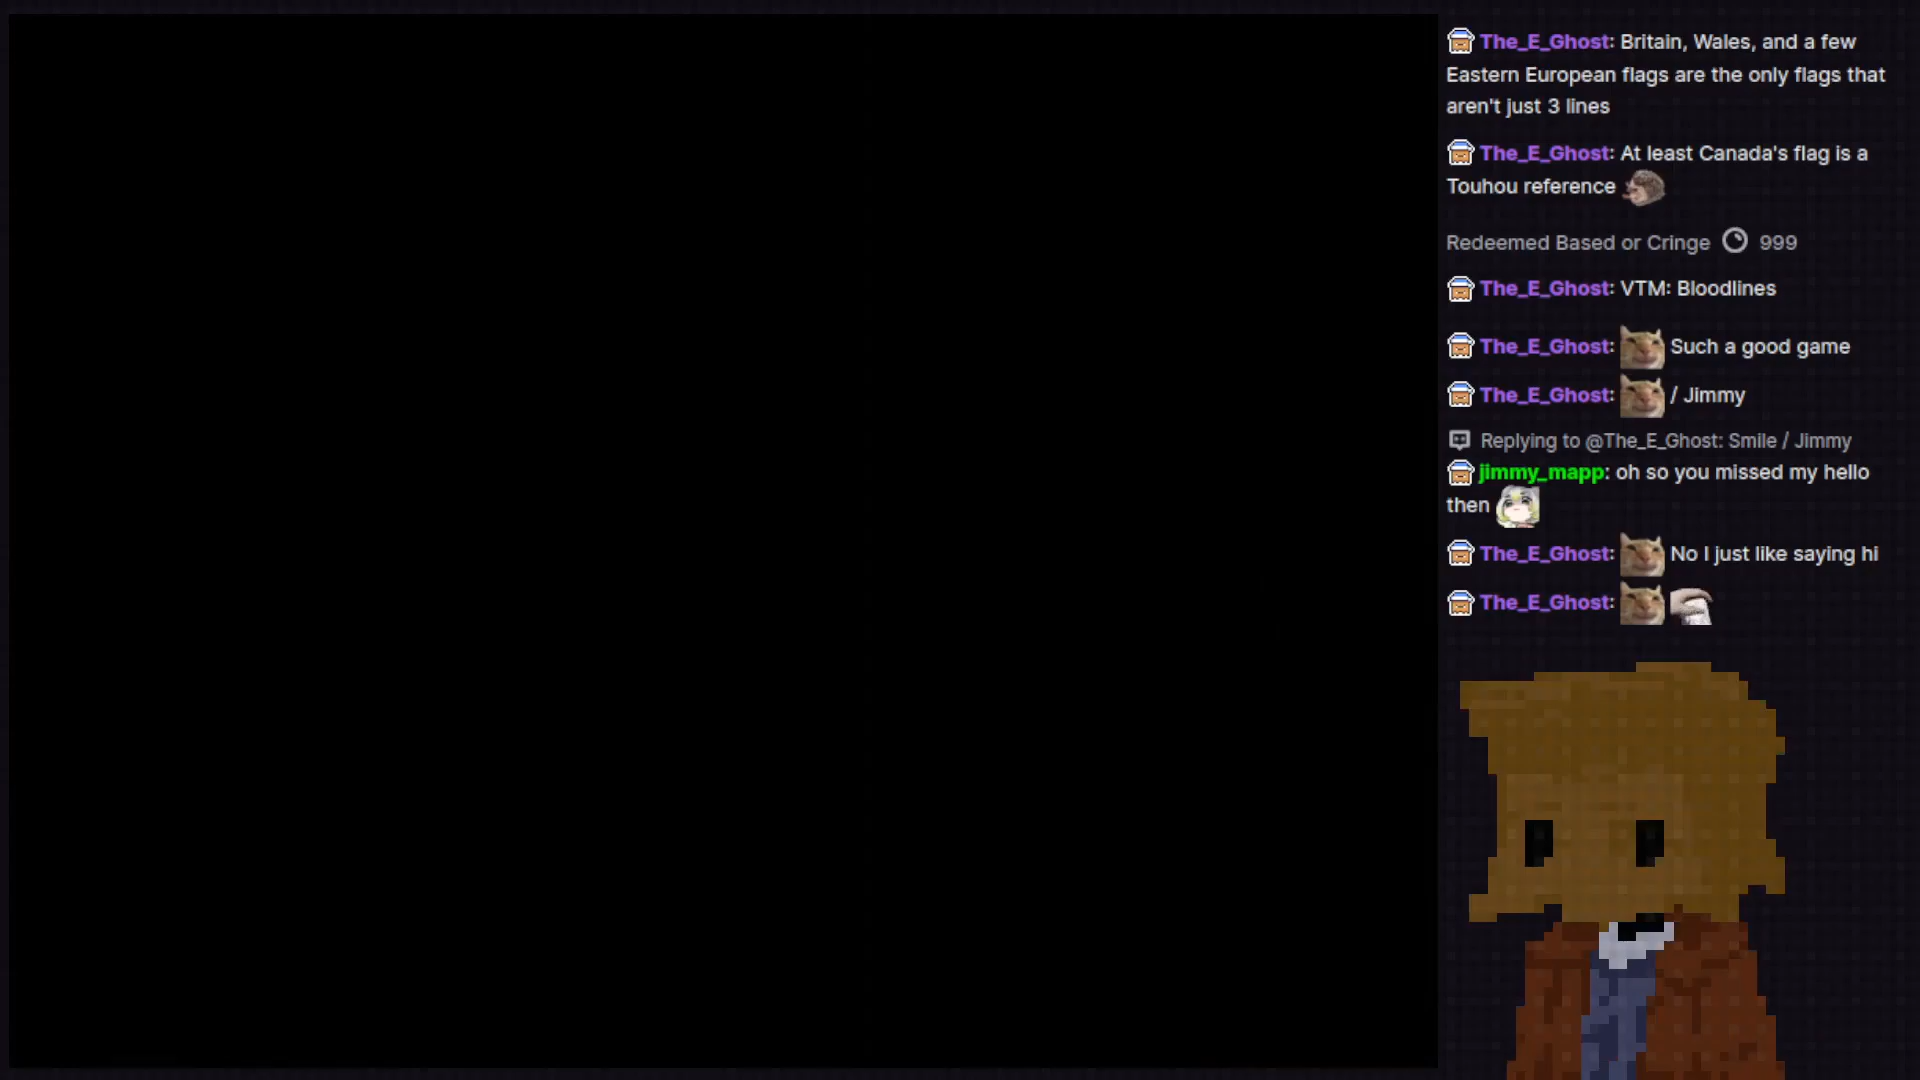 The_E_Ghost: Britain, Wales, and a few
Eastern European flags are the only flags that
aren't just 3 lines
The_E_Ghost: At least Canada's flag is a
Touhou reference
Redeemed Based or Cringe 999
The_E_Ghost: VTM: Bloodlines
The_E_Ghost: Such a good game
The_E_Ghost: / Jimmy
Replying to @The_E_Ghost: Smile / Jimmy
jimmy_mapp: oh so you missed my hello
then
The_E_Ghost: No I just like saying hi
The_E_Ghost: